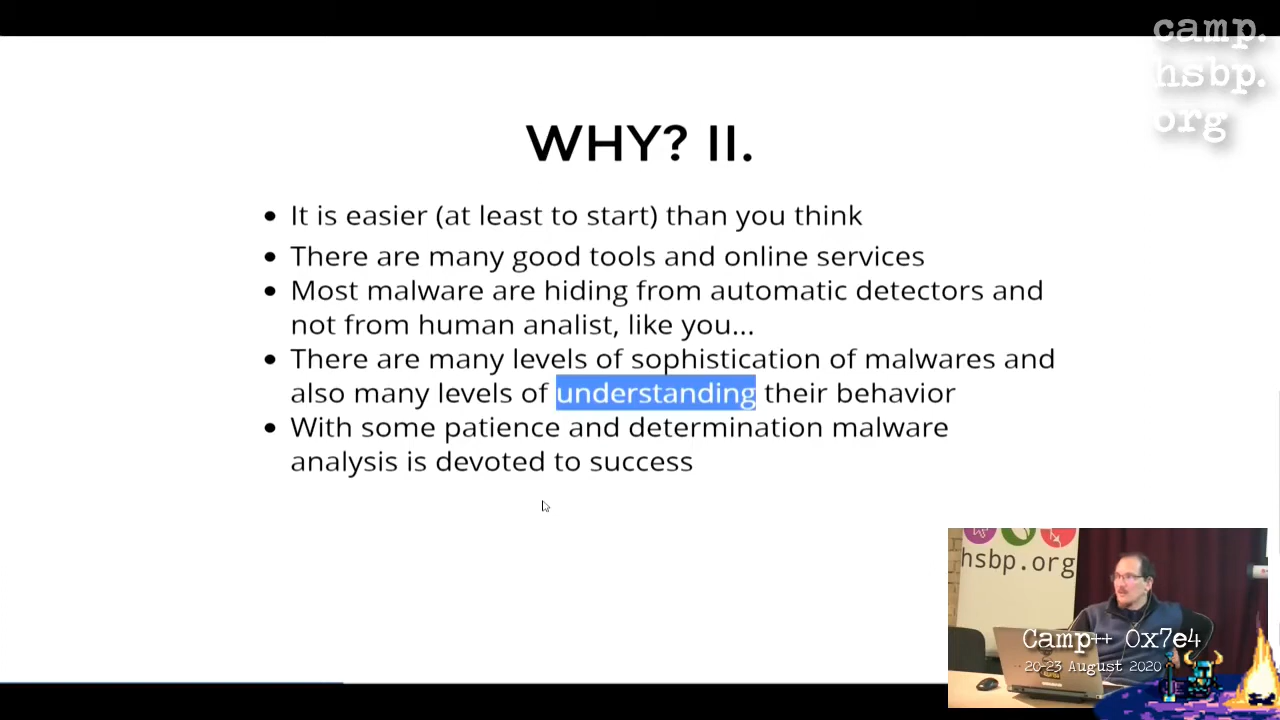 camp.
hsbp.
org
WHY? II.
• It is easier (at least to start) than you think
• There are many good tools and online services
• Most malware are hiding from automatic detectors and
not from human analist, like you...
• There are many levels of sophistication of malwares and
also many levels of understanding their behavior
• With some patience and determination malware
analysis is devoted to success
hsbp.org
Camp++ 0x7e4
20-23 August 2020